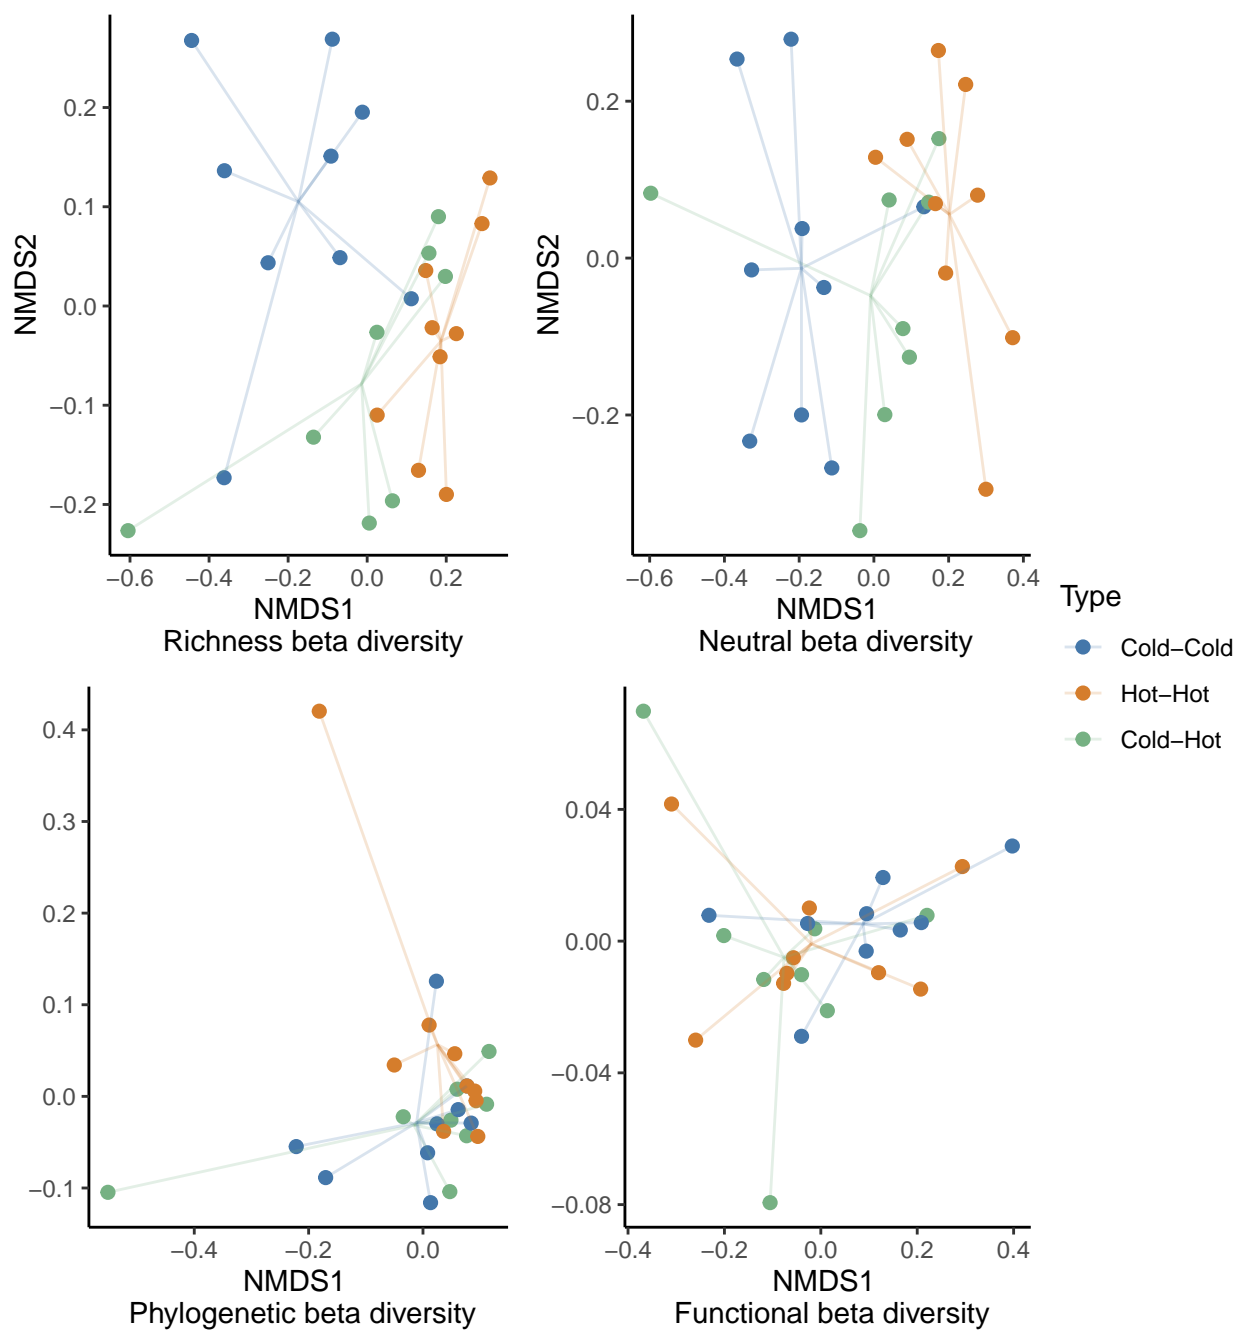 NMDS2
0.2
0.1
0.0
−0.1
−0.2
−0.6
−0.4
−0.2
0.0
0.2
NMDS1
Richness beta diversity
NMDS2
0.2
0.0
−0.2
−0.6
−0.4
−0.2
0.0
0.2
0.4
NMDS1
Neutral beta diversity
Type
Cold−Cold
Hot−Hot
Cold−Hot
0.4
0.3
0.2
0.1
0.0
−0.1
−0.4
−0.2
0.0
NMDS1
Phylogenetic beta diversity
0.04
0.00
−0.04
−0.08
−0.4
−0.2
0.0
0.2
0.4
NMDS1
Functional beta diversity